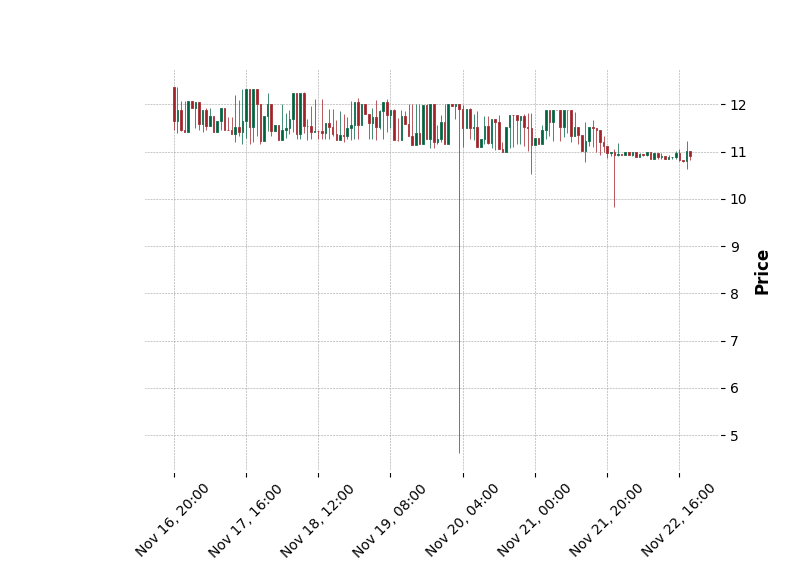 12
11
10
9
8
7
6
5
Price
Nov 16, 20:00
Nov 17, 16:00
Nov 18, 12:00
Nov 19, 08:00
Nov 20, 04:00
Nov 21, 00:00
Nov 21, 20:00
Nov 22, 16:00